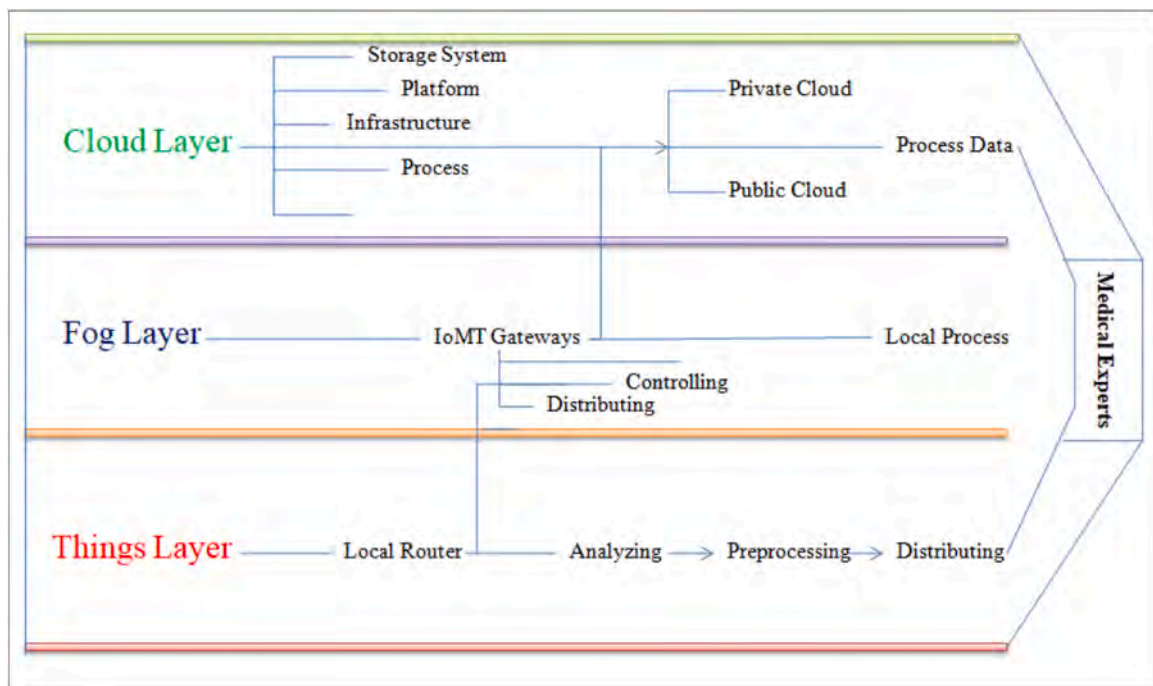 Storage System
Platform
Private Cloud
Infrastructure
Cloud Layer
Process Data
Process
Public Cloud
Fog Layer
IoMT Gateways
Local Process
Controlling
Distributing
Medical Experts
Things Layer
Local Router
Analyzing
Preprocessing
Distributing